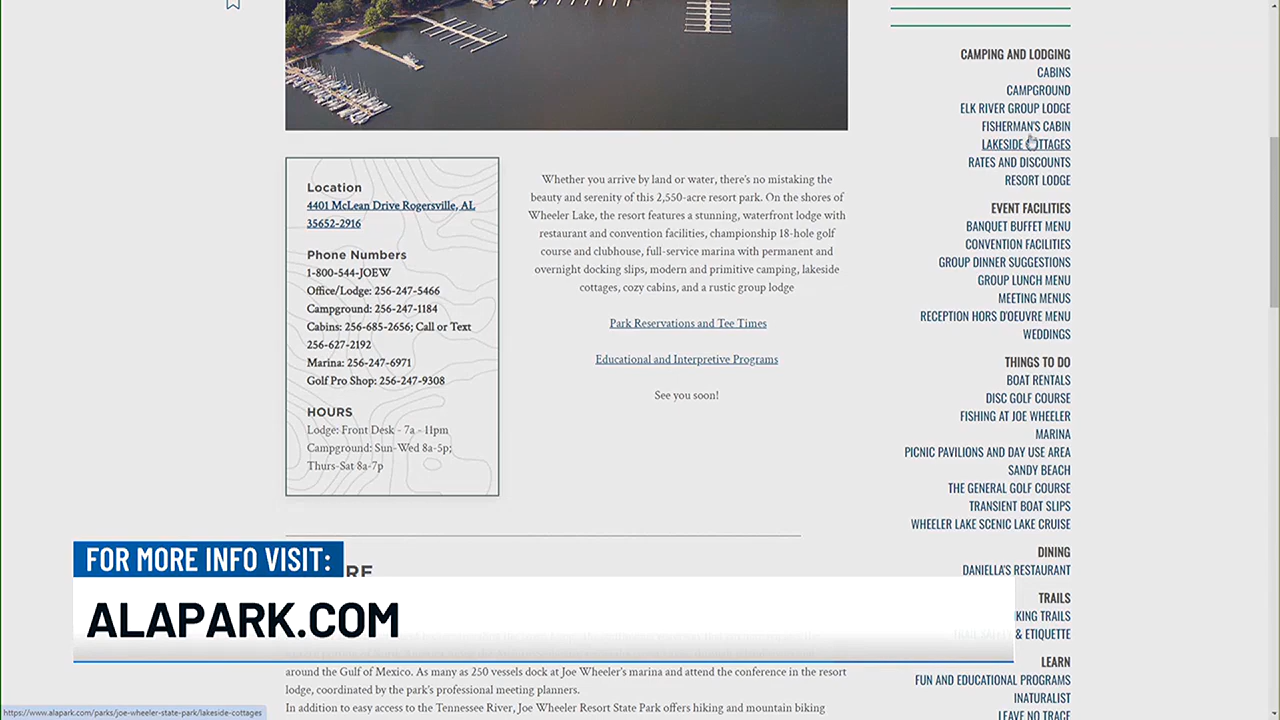 Location
4401 McLean Drive Rogersville, AL
35652-2916
Phone Numbers
1-800-544-JOEW
Office/Lodge: 256-247-5466
Campground: 256-247-1184
Cabins: 256-685-2656; Call or Text
256-627-2192
Marina: 256-247-6971
Golf Pro Shop: 256-247-9308
HOURS
Lodge: Front Desk - 7a - 11pm
Campground: Sun-Wed 8a-5p;
Thurs-Sat 8a-7p
Whether you arrive by land or water, there's no mistaking the
beauty and serenity of this 2,550-acre resort park. On the shores of
Wheeler Lake, the resort features a stunning, waterfront lodge with
restaurant and convention facilities, championship 18-hole golf
course and clubhouse, full-service marina with permanent and
overnight docking slips, modern and primitive camping, lakeside
cottages, cozy cabins, and a rustic group lodge
Park Reservations and Tee Times
Educational and Interpretive Programs
See you soon!
CAMPING AND LODGING
CABINS
CAMPGROUND
ELK RIVER GROUP LODGE
FISHERMAN'S CABIN
LAKESIDE COTTAGES
RATES AND DISCOUNTS
RESORT LODGE
EVENT FACILITIES
BANQUET BUFFET MENU
CONVENTION FACILITIES
GROUP DINNER SUGGESTIONS
GROUP LUNCH MENU
MEETING MENUS
RECEPTION HORS D'OEUVRE MENU
WEDDINGS
THINGS TO DO
BOAT RENTALS
DISC GOLF COURSE
FISHING AT JOE WHEELER
MARINA
PICNIC PAVILIONS AND DAY USE AREA
SANDY BEACH
THE GENERAL GOLF COURSE
TRANSIENT BOAT SLIPS
WHEELER LAKE SCENIC LAKE CRUISE
DINING
DANIELLA'S RESTAURANT
TRAILS
KING TRAILS
& ETIQUETTE
LEARN
FUN AND EDUCATIONAL PROGRAMS
INATURALIST
LEAVE NO TRACE
FOR MORE INFO VISIT:
RE
ALAPARK.COM
around the Gulf of Mexico. As many as 250 vessels dock at Joe Wheeler's marina and attend the conference in the resort
lodge, coordinated by the park's professional meeting planners.
In addition to easy access to the Tennessee River, Joe Wheeler Resort State Park offers hiking and mountain biking
https://www.alapark.com/parks/joe-wheeler-state-park/lakeside-cottages